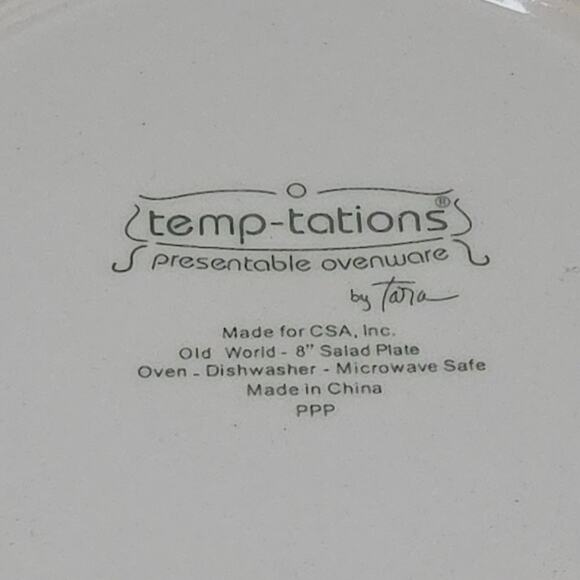 temp-tations®
presentable ovenware
by Tara
Made for CSA, Inc.
Old World - 8" Salad Plate
Oven - Dishwasher - Microwave Safe
Made in China
PPP